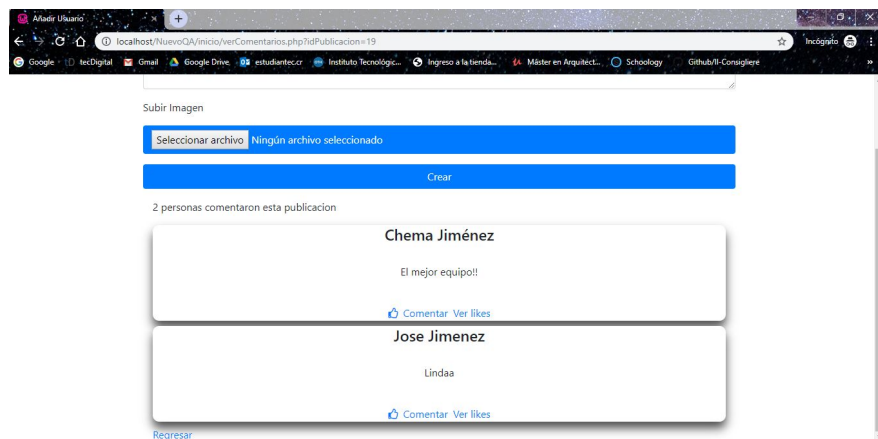 Añadir Usuario
localhost/NuevoQA/inicio/verComentarios.php?idPublicacion=19
Incógnito
Google tecDigital Gmail Google Drive estudiantec.cr Instituto Tecnológic... Ingreso a la tienda... Máster en Arquitect... Schoology Github/Il-Consigliere »
Subir Imagen
Seleccionar archivo Ningún archivo seleccionado
Crear
2 personas comentaron esta publicacion
Chema Jiménez
El mejor equipo!!
Comentar Ver likes
Jose Jimenez
Lindaa
Comentar Ver likes
Regresar